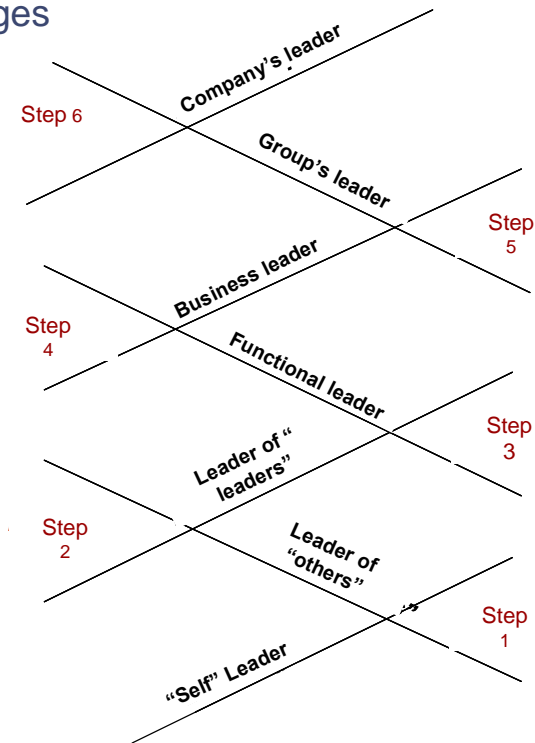 ges
Company's leader
Step 6
Group's leader
Step
5
Business leader
Step
4
Functional leader
Step
3
Leader of “
leaders”
Step
2
Leader of
“others”
Step
1
“Self” Leader